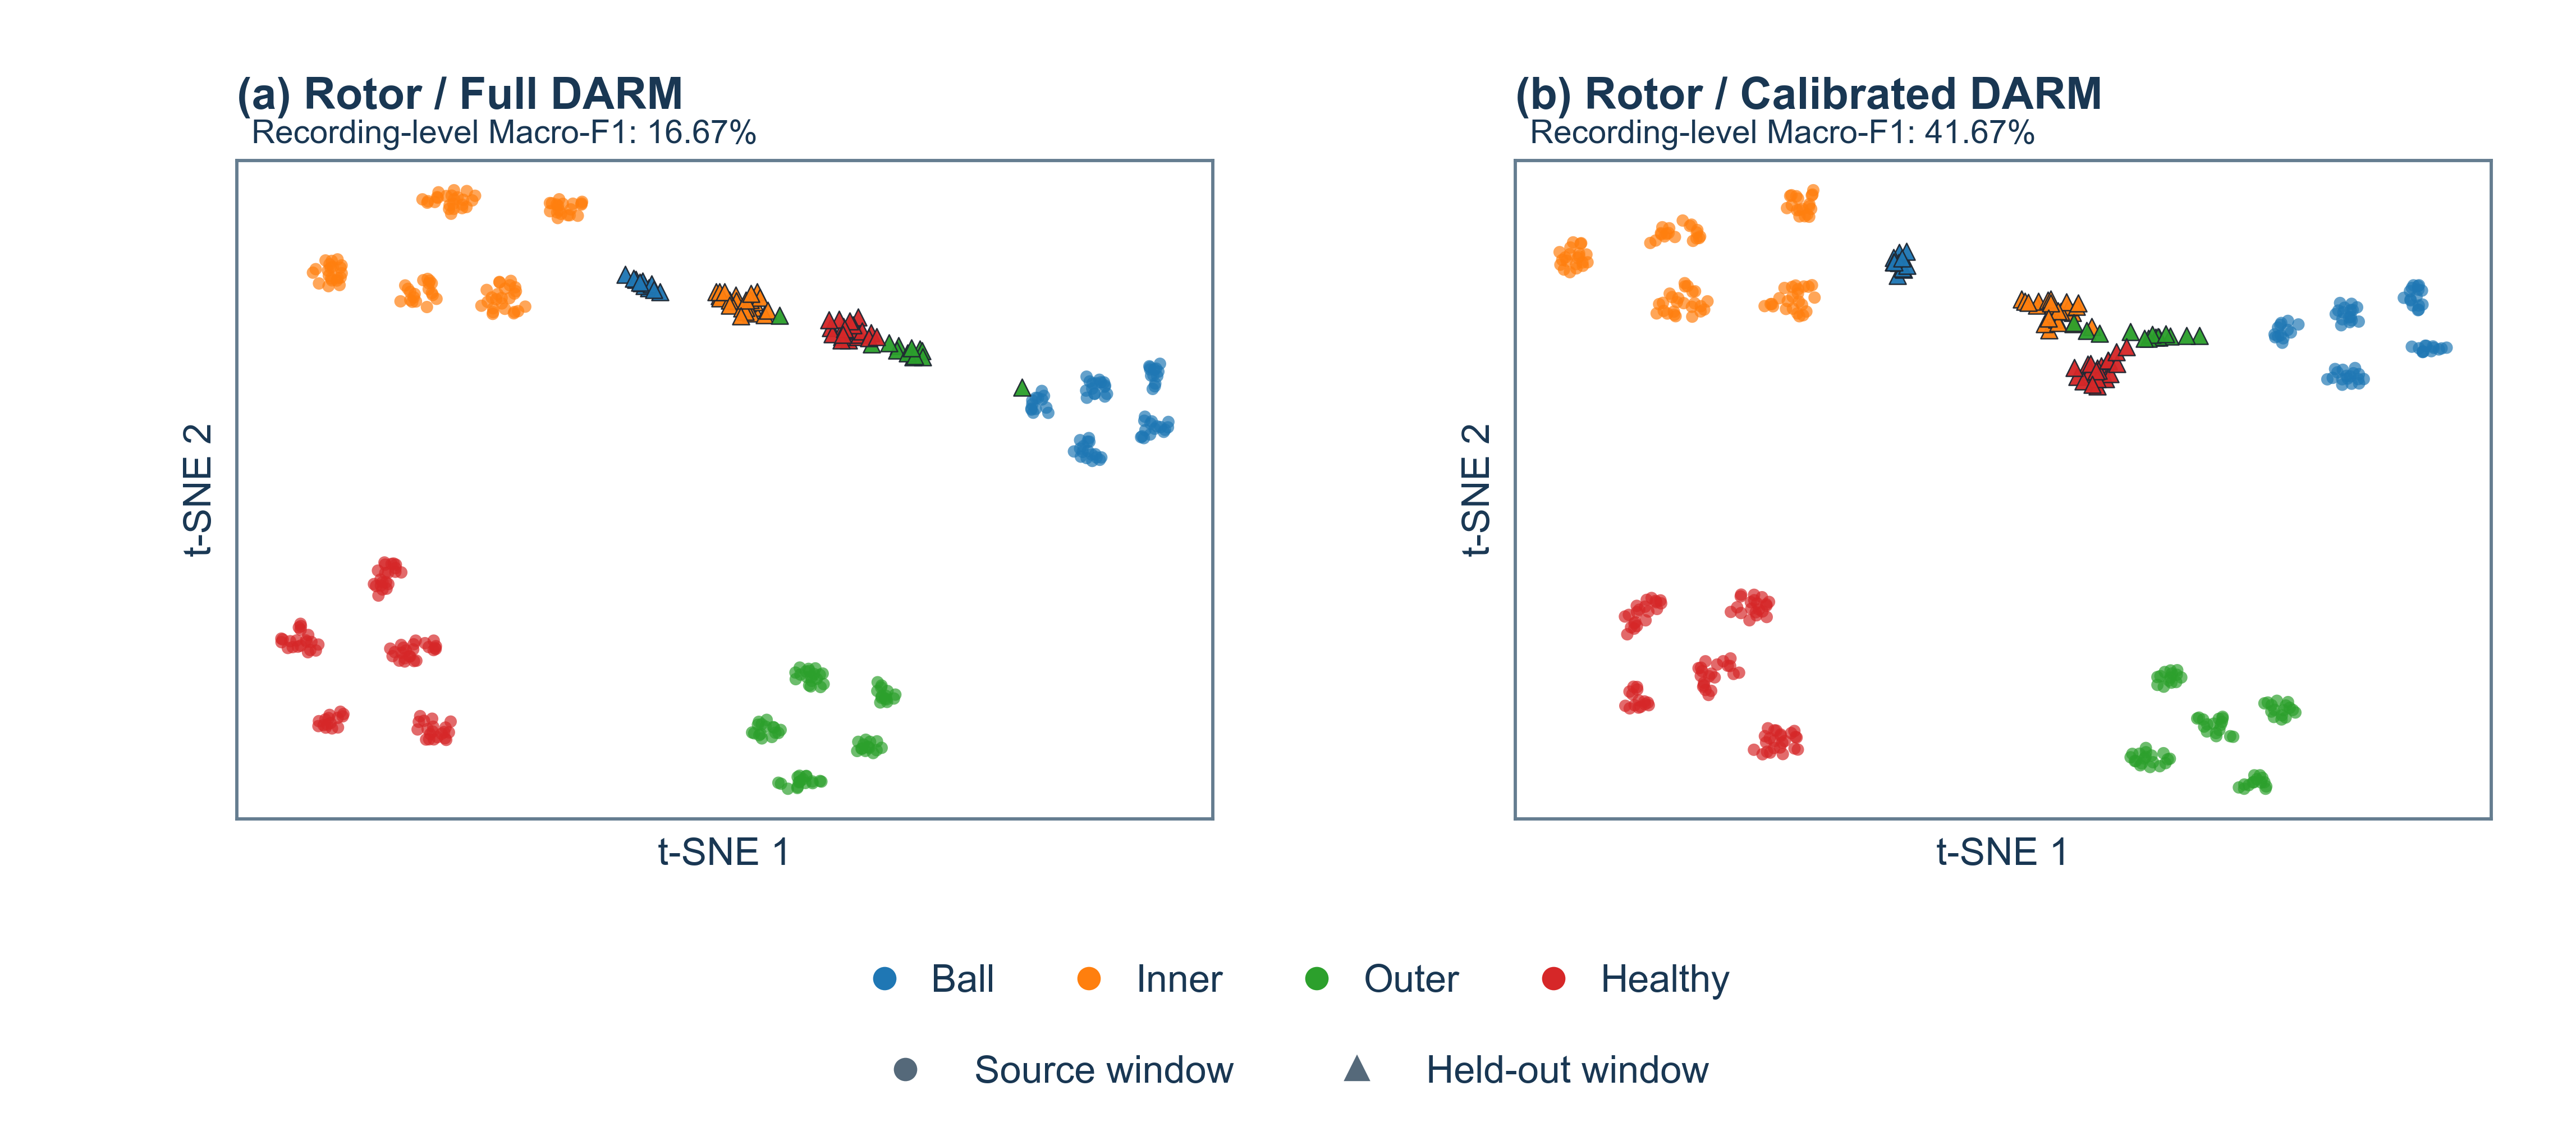 (a) Rotor / Full DARM
Recording-level Macro-F1: 16.67%
t-SNE 2
t-SNE 1
(b) Rotor / Calibrated DARM
Recording-level Macro-F1: 41.67%
t-SNE 2
t-SNE 1
Ball Inner Outer Healthy
Source window Held-out window